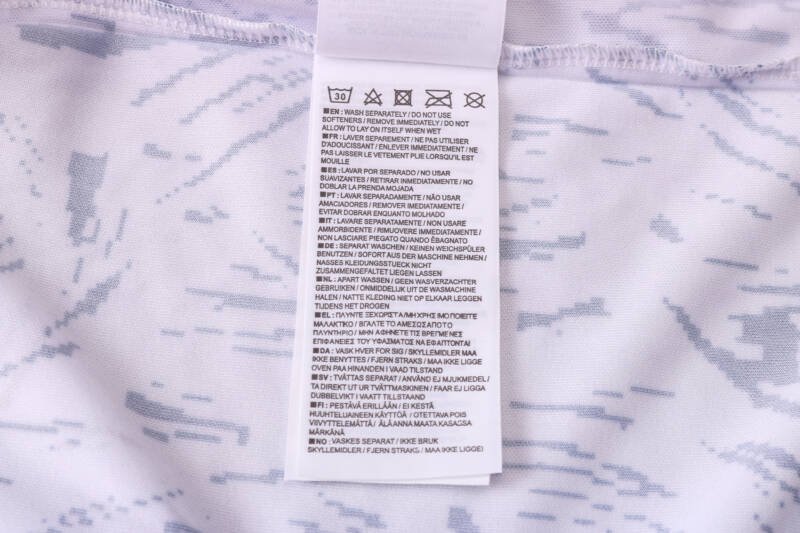 30
■EN: WASH SEPARATELY/ DO NOT USE
SOFTENERS / REMOVE IMMEDIATELY / DO NOT
ALLOW TO LAY ON ITSELF WHEN WET
■FR: LAVER SEPAREMENT / NE PAS UTILISER
D'ADOUCISSANT / ENLEVER IMMEDIATEMENT / NE
PAS LAISSER LE VETEMENT PLIE LORSQU'IL EST
MOUILLE
■ES: LAVAR POR SEPARADO / NO USAR
SUAVIZANTES / RETIRAR INMEDIATAMENTE / NO
DOBLAR LA PRENDA MOJADA
■PT: LAVAR SEPARADAMENTE / NÃO USAR
AMACIADORES / REMOVER IMEDIATAMENTE /
EVITAR DOBRAR ENQUANTO MOLHADO
■IT: LAVARE SEPARATAMENTE / NON USARE
AMMORBIDENTE / RIMUOVERE IMMEDIATAMENTE /
NON LASCIARE PIEGATO QUANDO ÈBAGNATO
■DE: SEPARAT WASCHEN / KEINEN WEICHSPÜLER
BENUTZEN / SOFORT AUS DER MASCHINE NEHMEN /
NASSES KLEIDUNGSSTUECK NICHT
ZUSAMMENGEFALTET LIEGEN LASSEN
■NL: APART WASSEN / GEEN WASVERZACHTER
GEBRUIKEN / ONMIDDELIJK UIT DE WASMACHINE
HALEN / NATTE KLEDING NIET OP ELKAAR LEGGEN
TIJDENS HET DROGEN
■EL: ΠΛΥΝΤΕ ΞΕΧΩΡΙΣΤΑ/ΜΗ ΧΡΗΣ ΙΜΟ ΠΟΙΕΙΤΕ
ΜΑΛΑΚΤΙΚΟ / ΒΓΑΛΤΕ ΤΟ ΑΜΕΣΩΣ ΑΠΟ ΤΟ
ΠΛΥΝΤΗΡΙΟ / ΜΗΝ ΑΦΗΝΕΤΕ ΤΙΣ ΒΡΕΓΜΕΝΕΣ
ΕΠΙΦΑΝΕΙΕΣ ΤΟΥ ΥΦΑΣΜΑΤΟΣ ΝΑ ΕΦΑΠΤΟΝΤΑΙ
■DA: VASK HVER FOR SIG / SKYLLEMIDLER MAA
IKKE BENYTTES / FJERN STRAKS / MAA IKKE LIGGE
OVEN PAA HINANDEN I VAAD TILSTAND
■SV: TVÄTTAS SEPARAT / ANVÄND EJ MJUKMEDEL /
TA DIREKT UT UR TVÄTTMASKINEN / FAAR EJ LIGGA
DUBBELVIKT I VAATT TILLSTAAND
■FI: PESTÄVÄ ERILLÄÄN / EI KESTÄ
HUUHTELUAINEEN KÄYTTÖÄ / OTETTAVA POIS
VIIVYTTELEMÄTTÄ / ÄLÄ ANNA MAATA KASASSA
MÄRKÄNÄ
■NO: VASKES SEPARAT / IKKE BRUK
SKYLLEMIDLER / FJERN STRAKS / MAA IKKE LIGGE